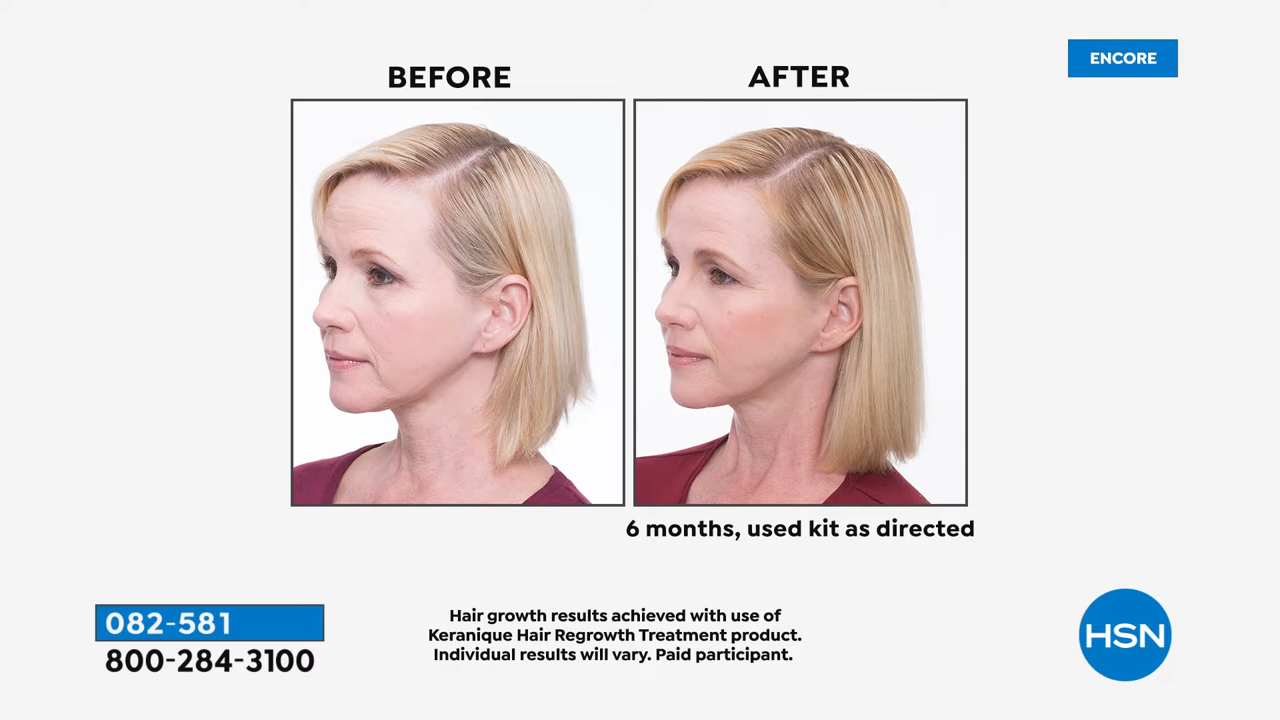 ENCORE
BEFORE
AFTER
6 months, used kit as directed
082-581
800-284-3100
Hair growth results achieved with use of
Keranique Hair Regrowth Treatment product.
Individual results will vary. Paid participant.
HSN